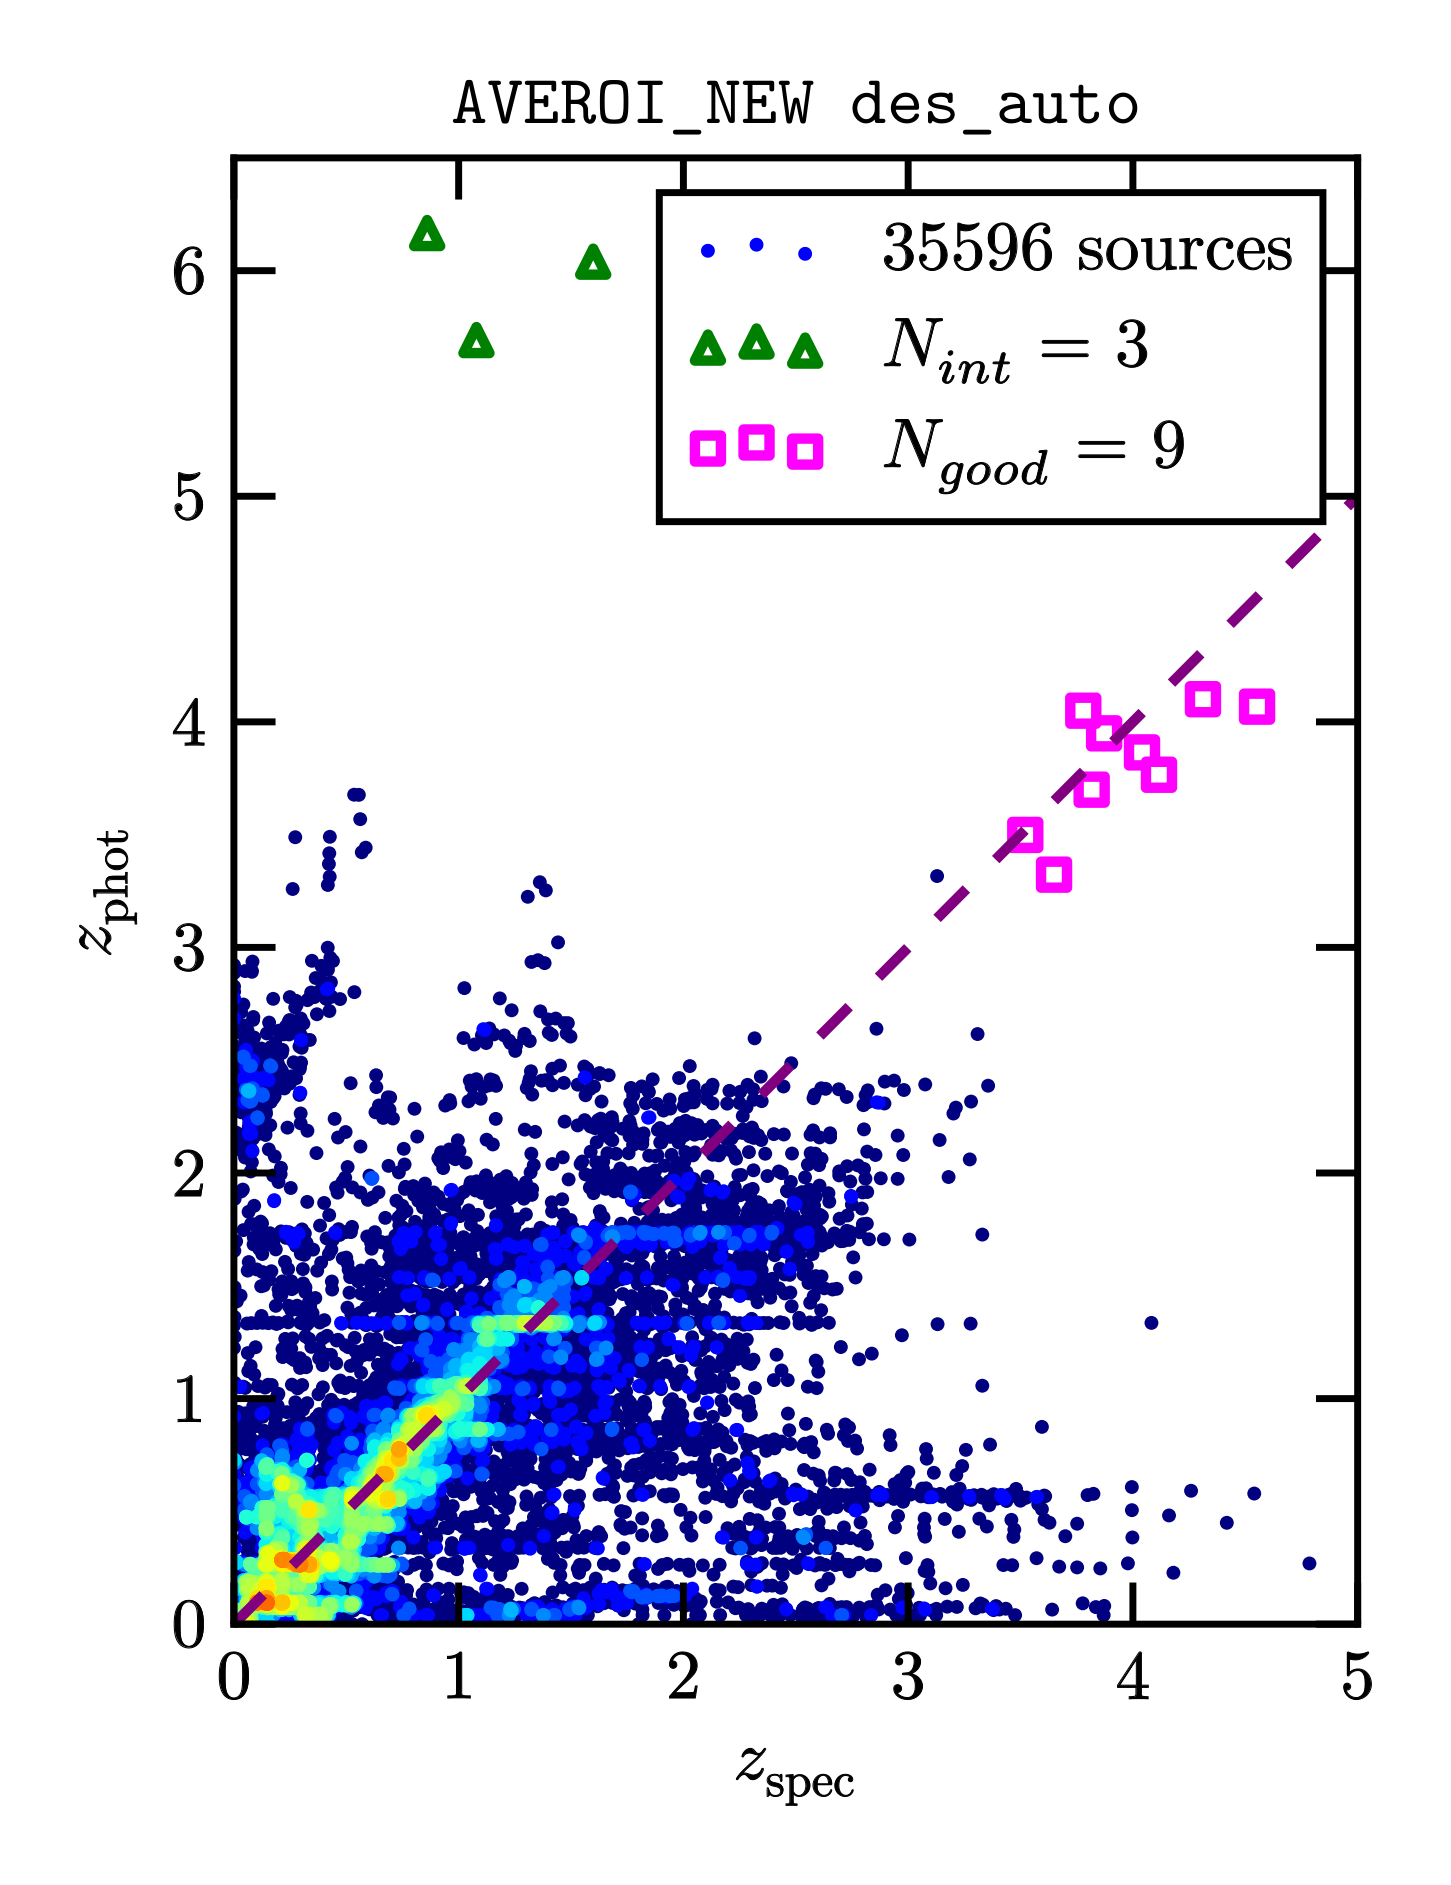 AVEROI_NEW des_auto
35596 sources
N_int = 3
N_good = 9
6
5
4
3
2
1
0
z_phot
0 1 2 3 4 5
z_spec